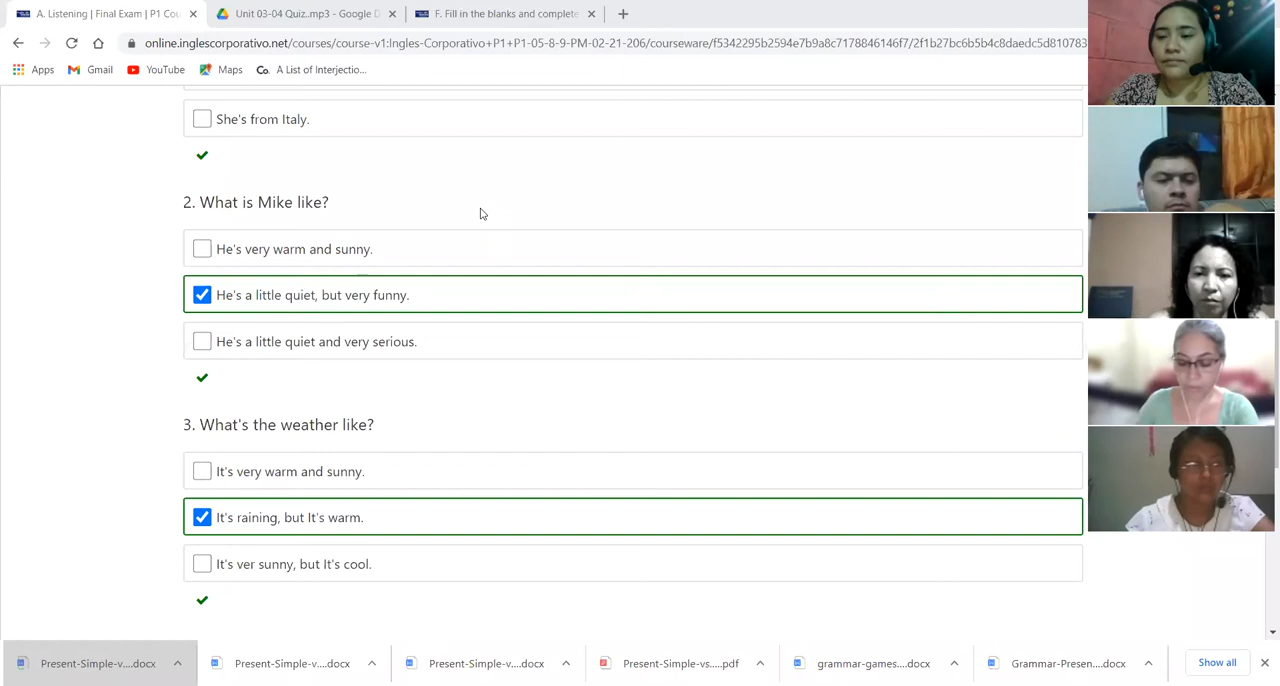 A. Listening | Final Exam | P1 Cou
Unit 03-04 Quiz..mp3 - Google D
F. Fill in the blanks and complete
online.inglescorporativo.net/courses/course-v1:Ingles-Corporativo+P1+P1-05-8-9-PM-02-21-206/courseware/f5342295b2594e7b9a8c7178846146f7/2f1b27bc6b5b4c8daedc5d810783
Apps
Gmail
YouTube
Maps
Co. A List of Interjectio...
She's from Italy.
2. What is Mike like?
He's very warm and sunny.
He's a little quiet, but very funny.
He's a little quiet and very serious.
3. What's the weather like?
It's very warm and sunny.
It's raining, but It's warm.
It's ver sunny, but It's cool.
Present-Simple-v....docx
Present-Simple-v....docx
Present-Simple-v....docx
Present-Simple-vs.....pdf
grammar-games....docx
Grammar-Presen....docx
Show all